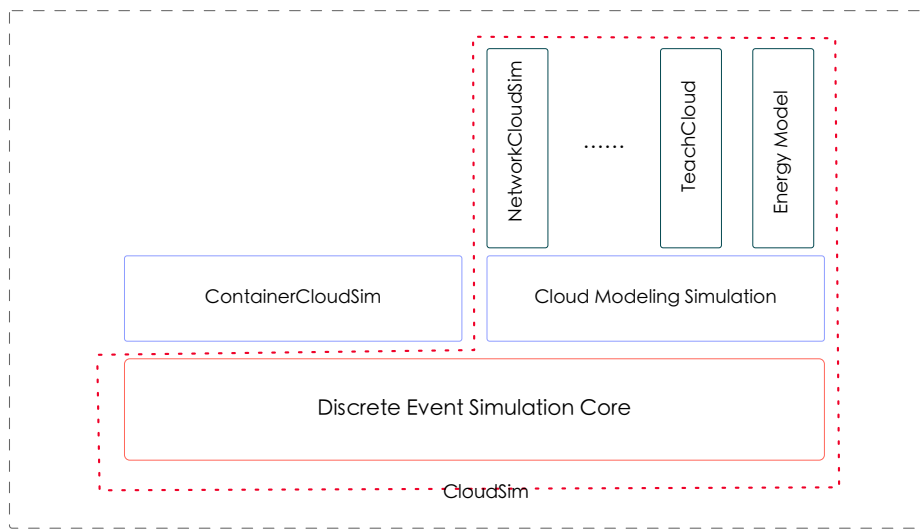 NetworkCloudSim
......
TeachCloud
Energy Model
ContainerCloudSim
Cloud Modeling Simulation
Discrete Event Simulation Core
CloudSim